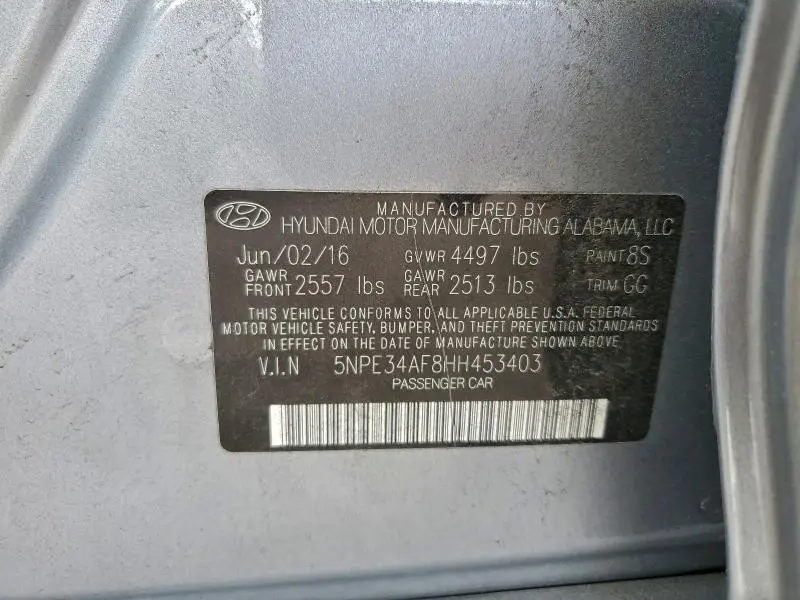 MANUFACTURED BY
HYUNDAI MOTOR MANUFACTURING ALABAMA, LLC
Jun/02/16 GVWR 4497 lbs PAINT 8S
GAWR FRONT 2557 lbs GAWR REAR 2513 lbs TRIM GG
THIS VEHICLE CONFORMS TO ALL APPLICABLE U.S.A. FEDERAL
MOTOR VEHICLE SAFETY, BUMPER, AND THEFT PREVENTION STANDARDS
IN EFFECT ON THE DATE OF MANUFACTURE SHOWN ABOVE
V.I.N 5NPE34AF8HH453403
PASSENGER CAR